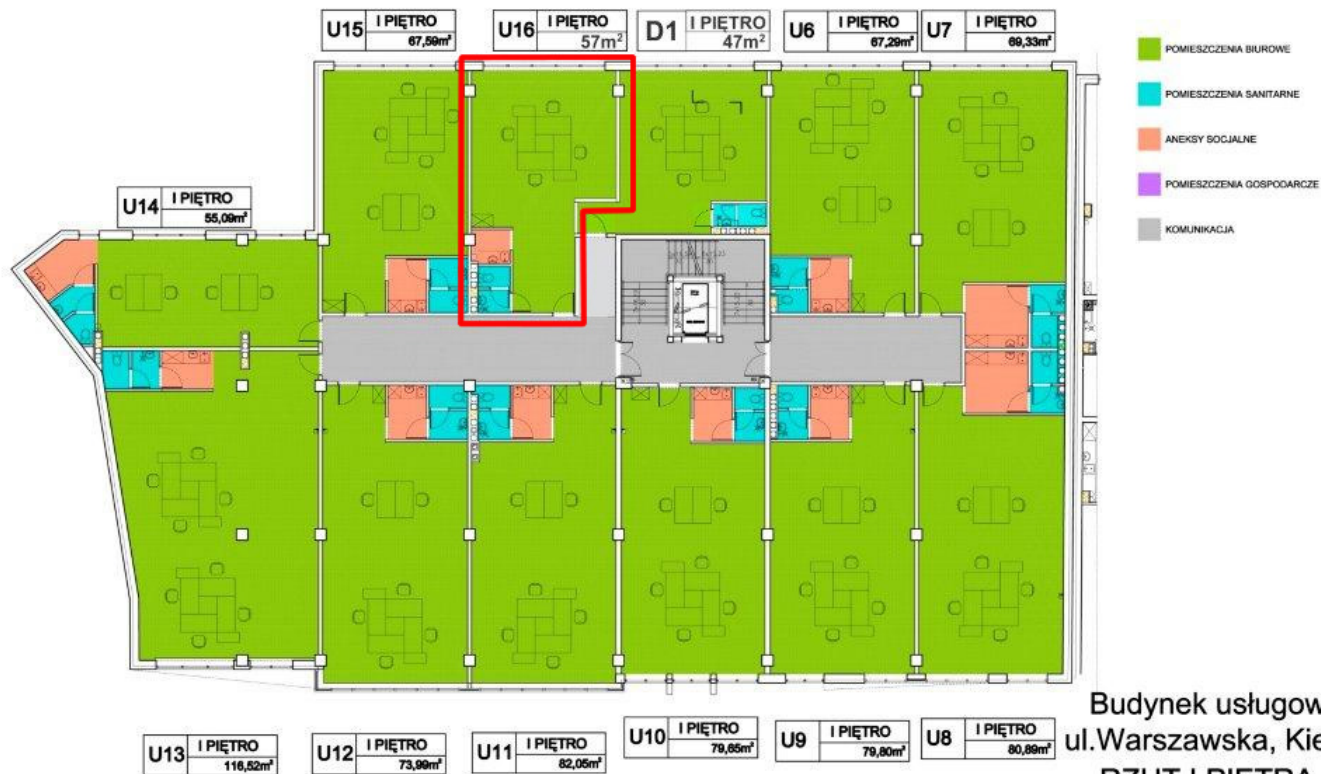 U15 I PIĘTRO
67,59m²
U16 I PIĘTRO
57m²
D1 I PIĘTRO
47m²
U6 I PIĘTRO
67,29m²
U7 I PIĘTRO
69,33m²
POMIESZCZENIA BIUROWE
POMIESZCZENIA SANITARNE
ANEKSY SOCJALNE
POMIESZCZENIA GOSPODARCZE
KOMUNIKACJA
U14 I PIĘTRO
55,09m²
U13 I PIĘTRO
116,52m²
U12 I PIĘTRO
73,99m²
U11 I PIĘTRO
82,05m²
U10 I PIĘTRO
79,65m²
U9 I PIĘTRO
79,80m²
U8 I PIĘTRO
80,89m²
Budynek usługow
ul.Warszawska, Kie
RZUT I PIĘTRA